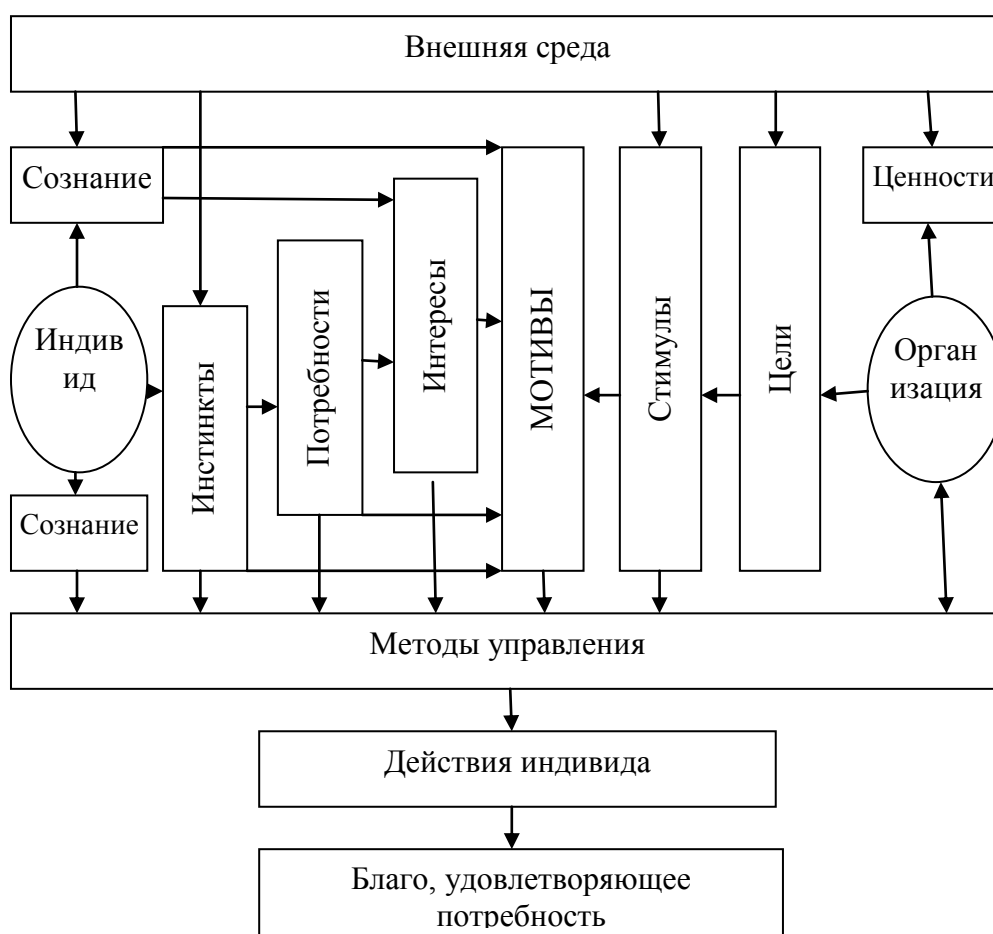 Внешняя среда
Сознание
Ценности
Индив
ид
Инстинкты
Потребности
Интересы
МОТИВЫ
Стимулы
Цели
Орган
изация
Сознание
Методы управления
Действия индивида
Благо, удовлетворяющее
потребность